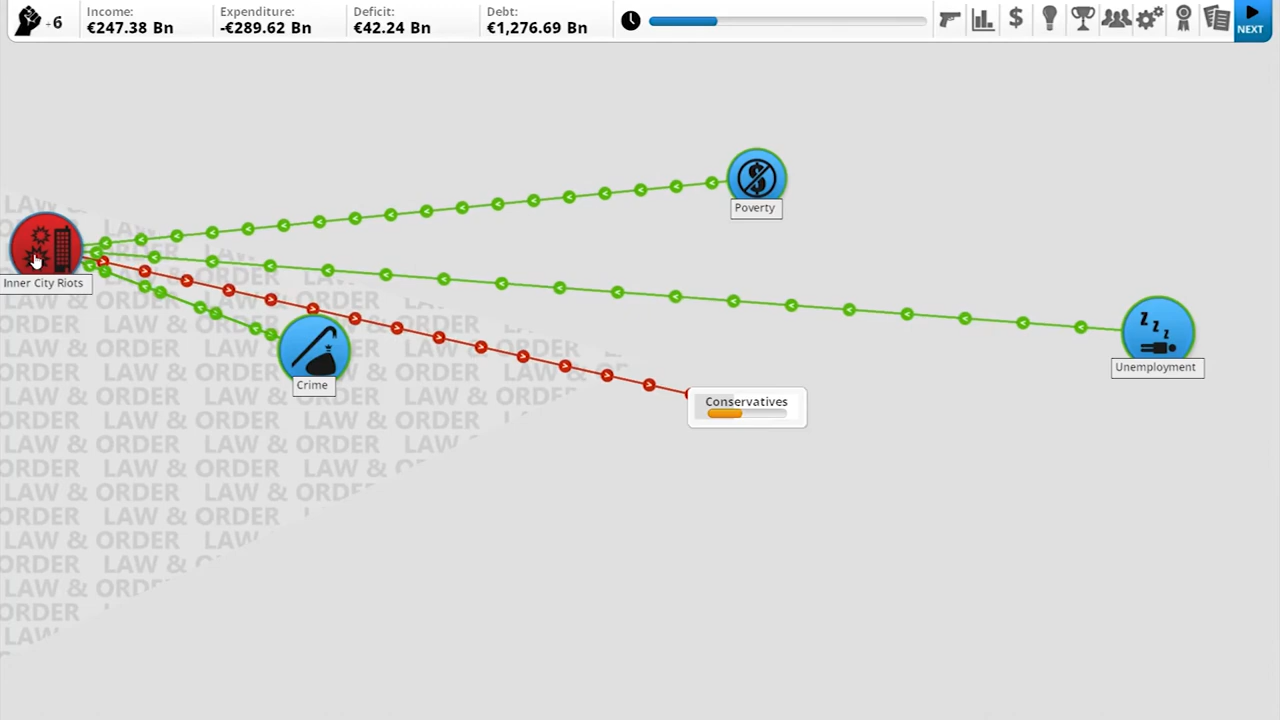 +6
Income:
€247.38 Bn
Expenditure:
-€289.62 Bn
Deficit:
€42.24 Bn
Debt:
€1,276.69 Bn
NEXT
Poverty
Inner City Riots
Unemployment
Crime
Conservatives
LAW & ORDER LAW & ORDER LAW & ORDER